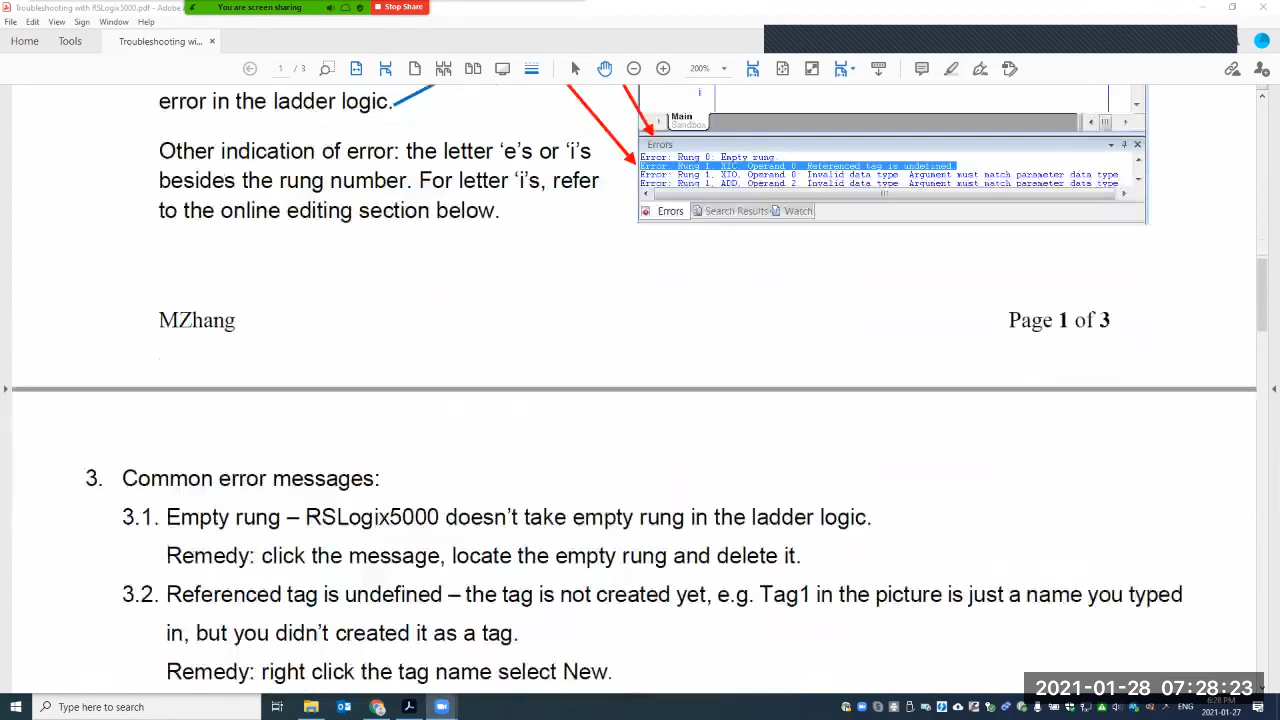 Troubleshooting with RSLogix5000.pdf - Adobe
You are screen sharing
Stop Share
File Edit View Sign Window Help
Home Tools Troubleshooting wi... ×
1 / 3
200%
error in the ladder logic.
Other indication of error: the letter ‘e’s or ‘i’s
besides the rung number. For letter ‘i’s, refer
to the online editing section below.
i
Main
Sandbox
Errors
Error: Rung 0: Empty rung.
Error: Rung 1, XIC, Operand 0: Referenced tag is undefined
Error: Rung 1, XIO, Operand 0: Invalid data type. Argument must match parameter data type
Error: Rung 1, ADD, Operand 2: Invalid data type. Argument must match parameter data type
Errors Search Results Watch
MZhang
Page 1 of 3
3. Common error messages:
3.1. Empty rung – RSLogix5000 doesn’t take empty rung in the ladder logic.
Remedy: click the message, locate the empty rung and delete it.
3.2. Referenced tag is undefined – the tag is not created yet, e.g. Tag1 in the picture is just a name you typed
in, but you didn’t created it as a tag.
Remedy: right click the tag name select New.
2021-01-28 07:28:23
Type here to search
ENG
6:28 PM
2021-01-27